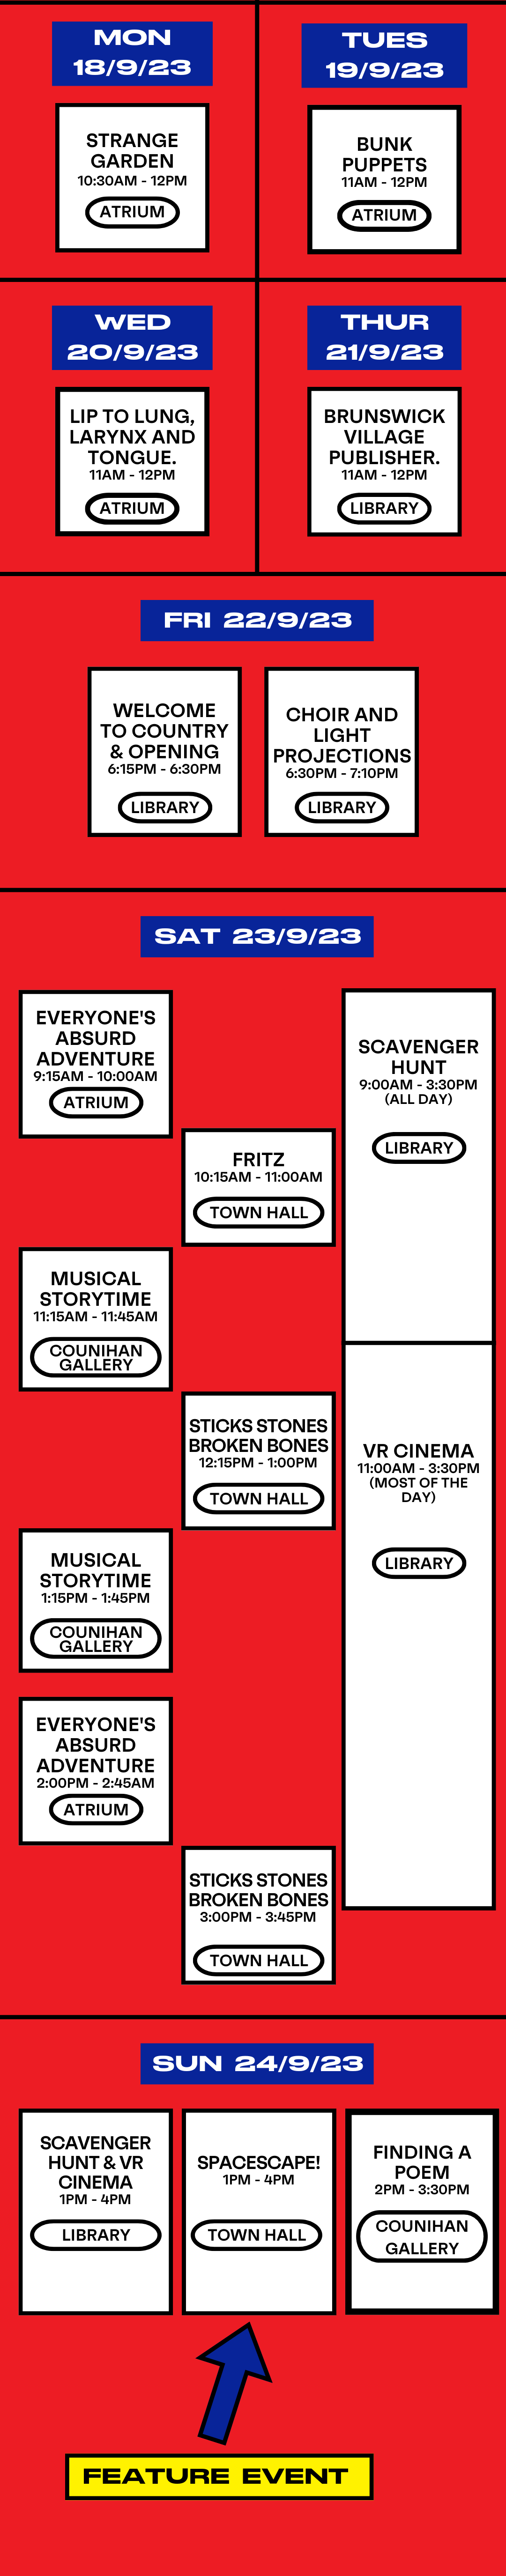 MON
18/9/23
STRANGE
GARDEN
10:30AM - 12PM
ATRIUM
TUES
19/9/23
BUNK
PUPPETS
11AM - 12PM
ATRIUM
WED
20/9/23
LIP TO LUNG,
LARYNX AND
TONGUE.
11AM - 12PM
ATRIUM
THUR
21/9/23
BRUNSWICK
VILLAGE
PUBLISHER.
11AM - 12PM
LIBRARY
FRI 22/9/23
WELCOME
TO COUNTRY
& OPENING
6:15PM - 6:30PM
LIBRARY
CHOIR AND
LIGHT
PROJECTIONS
6:30PM - 7:10PM
LIBRARY
SAT 23/9/23
EVERYONE'S
ABSURD
ADVENTURE
9:15AM - 10:00AM
ATRIUM
SCAVENGER
HUNT
9:00AM - 3:30PM
(ALL DAY)
LIBRARY
FRITZ
10:15AM - 11:00AM
TOWN HALL
MUSICAL
STORYTIME
11:15AM - 11:45AM
COUNIHAN
GALLERY
STICKS STONES
BROKEN BONES
12:15PM - 1:00PM
TOWN HALL
VR CINEMA
11:00AM - 3:30PM
(MOST OF THE
DAY)
LIBRARY
MUSICAL
STORYTIME
1:15PM - 1:45PM
COUNIHAN
GALLERY
EVERYONE'S
ABSURD
ADVENTURE
2:00PM - 2:45AM
ATRIUM
STICKS STONES
BROKEN BONES
3:00PM - 3:45PM
TOWN HALL
SUN 24/9/23
SCAVENGER
HUNT & VR
CINEMA
1PM - 4PM
LIBRARY
SPACESCAPE!
1PM - 4PM
TOWN HALL
FINDING A
POEM
2PM - 3:30PM
COUNIHAN
GALLERY
FEATURE EVENT